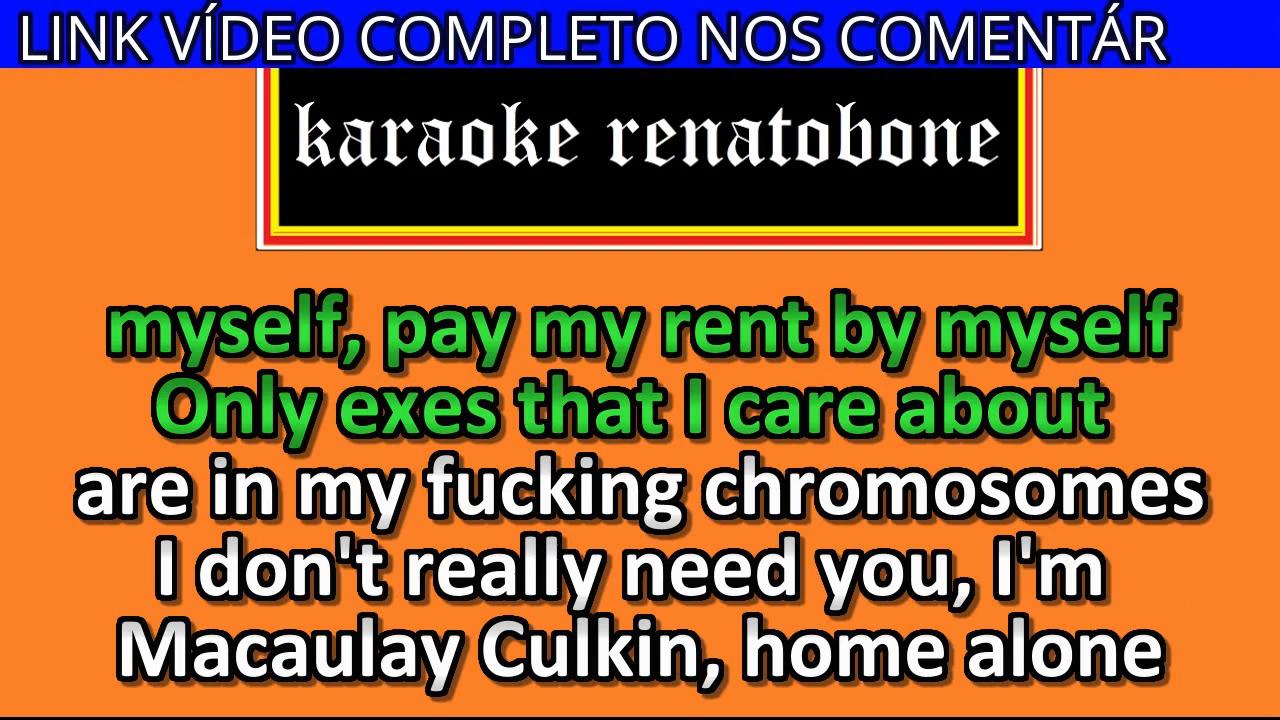 LINK VÍDEO COMPLETO NOS COMENTÁR
karaoke renatobone
myself, pay my rent by myself
Only exes that I care about
are in my fucking chromosomes
I don't really need you, I'm
Macaulay Culkin, home alone